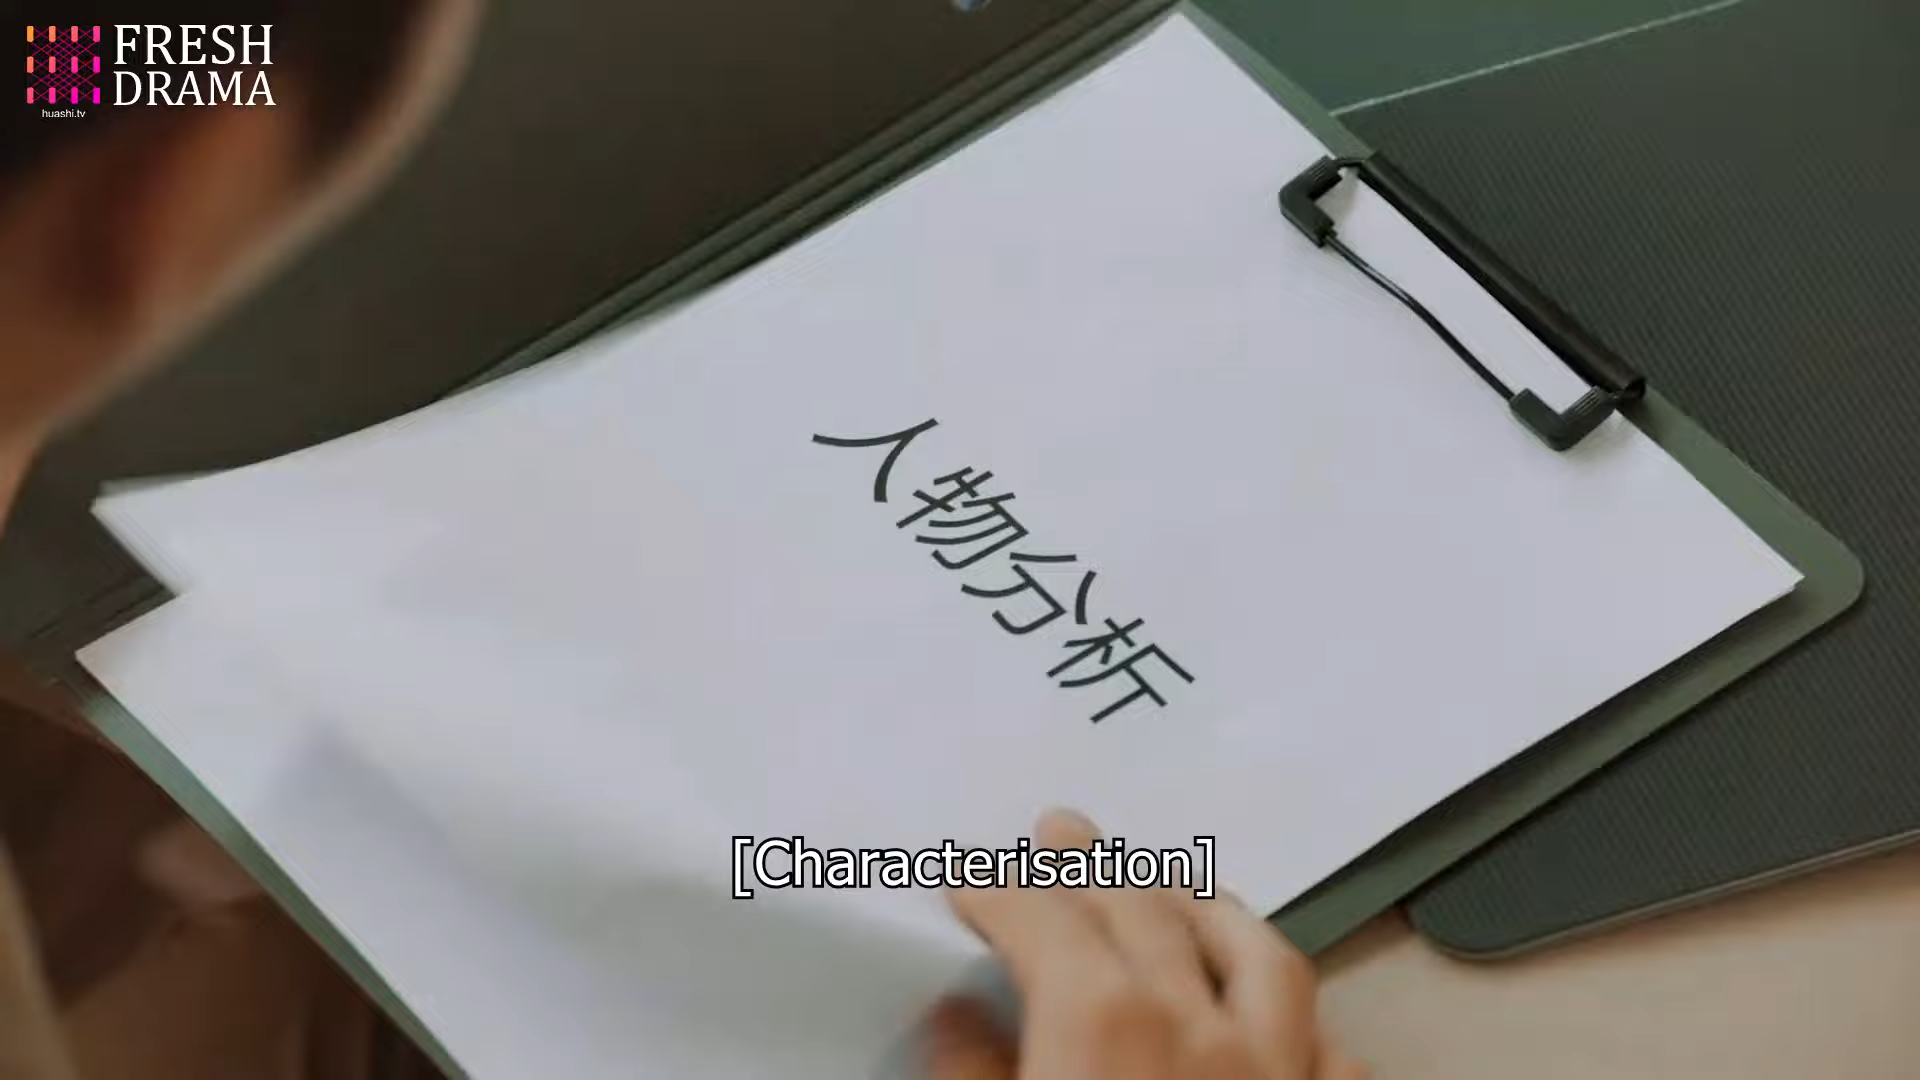 FRESH
DRAMA
huashi.tv
人物分析
[Characterisation]